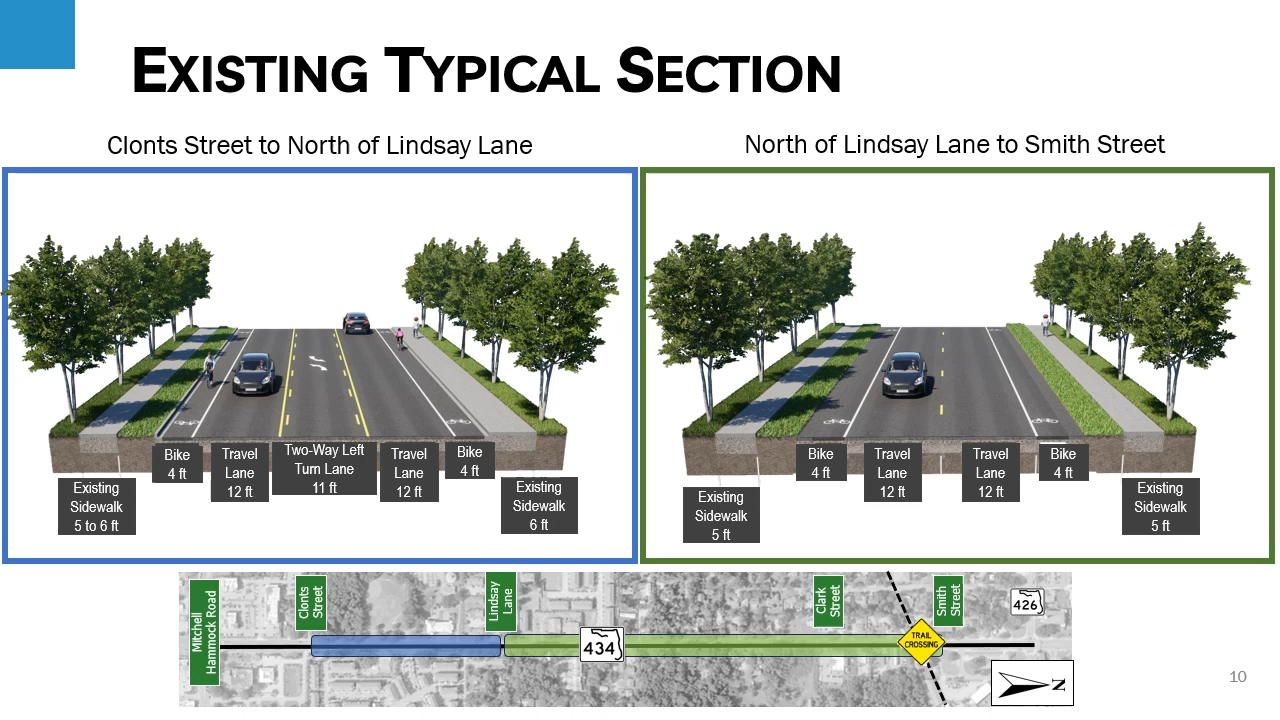 EXISTING TYPICAL SECTION
Clonts Street to North of Lindsay Lane
North of Lindsay Lane to Smith Street
Bike
4 ft
Travel
Lane
12 ft
Two-Way Left
Turn Lane
11 ft
Travel
Lane
12 ft
Bike
4 ft
Existing
Sidewalk
5 to 6 ft
Existing
Sidewalk
6 ft
Bike
4 ft
Travel
Lane
12 ft
Travel
Lane
12 ft
Bike
4 ft
Existing
Sidewalk
5 ft
Existing
Sidewalk
5 ft
Mitchell
Hammock Road
Clonts
Street
Lindsay
Lane
434
Clark
Street
TRAIL
CROSSING
Smith
Street
426
N
10